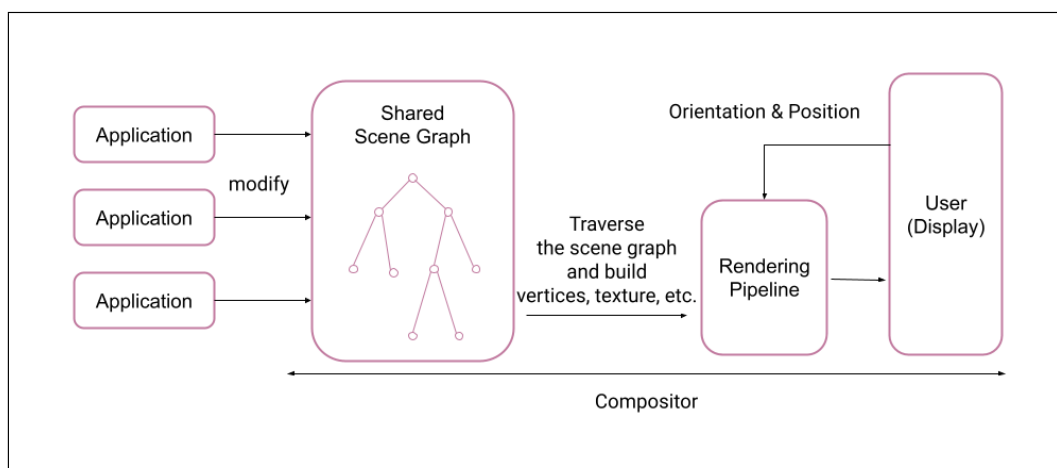 Application
Application
Application
modify
Shared
Scene Graph
Traverse
the scene graph
and build
vertices, texture, etc.
Orientation & Position
Rendering
Pipeline
User
(Display)
Compositor